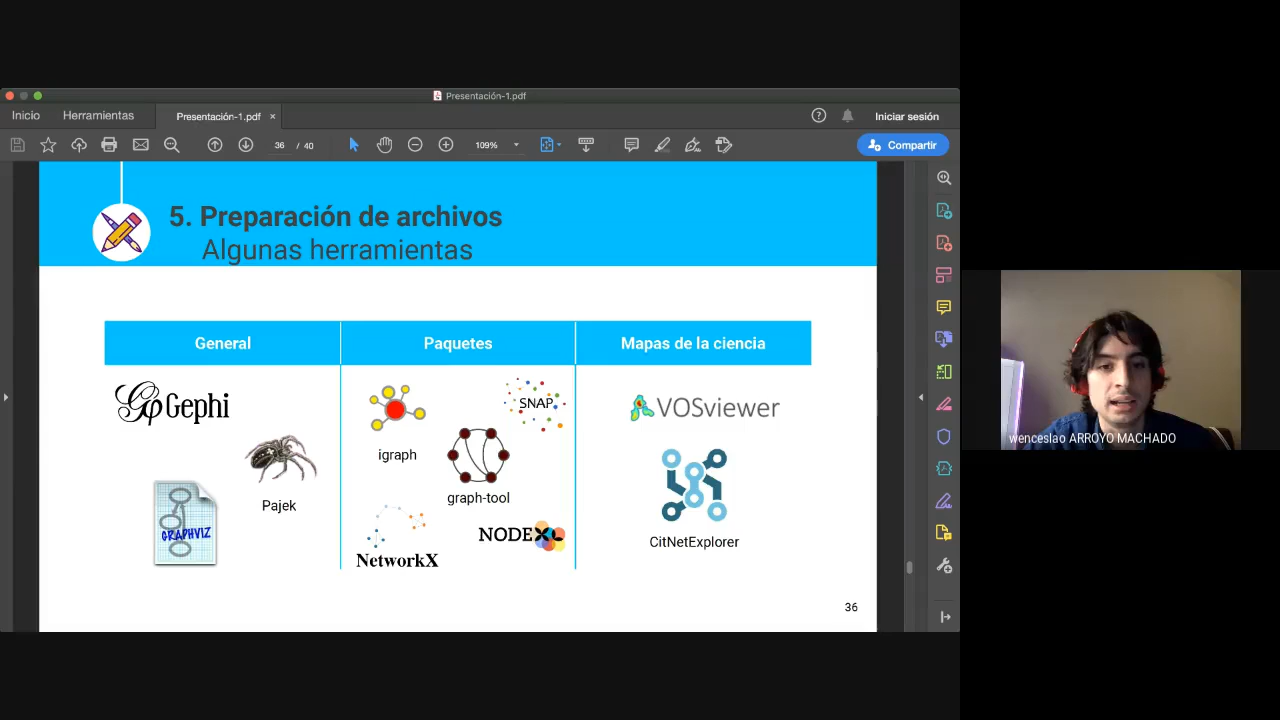 Presentación-1.pdf
Inicio
Herramientas
Presentación-1.pdf ×
Iniciar sesión
36 / 40
109%
Compartir
5. Preparación de archivos
Algunas herramientas
General
Paquetes
Mapas de la ciencia
Gephi
Pajek
GRAPHVIZ
igraph
SNAP
graph-tool
NetworkX
NODEXL
VOSviewer
CitNetExplorer
36
wenceslao ARROYO MACHADO